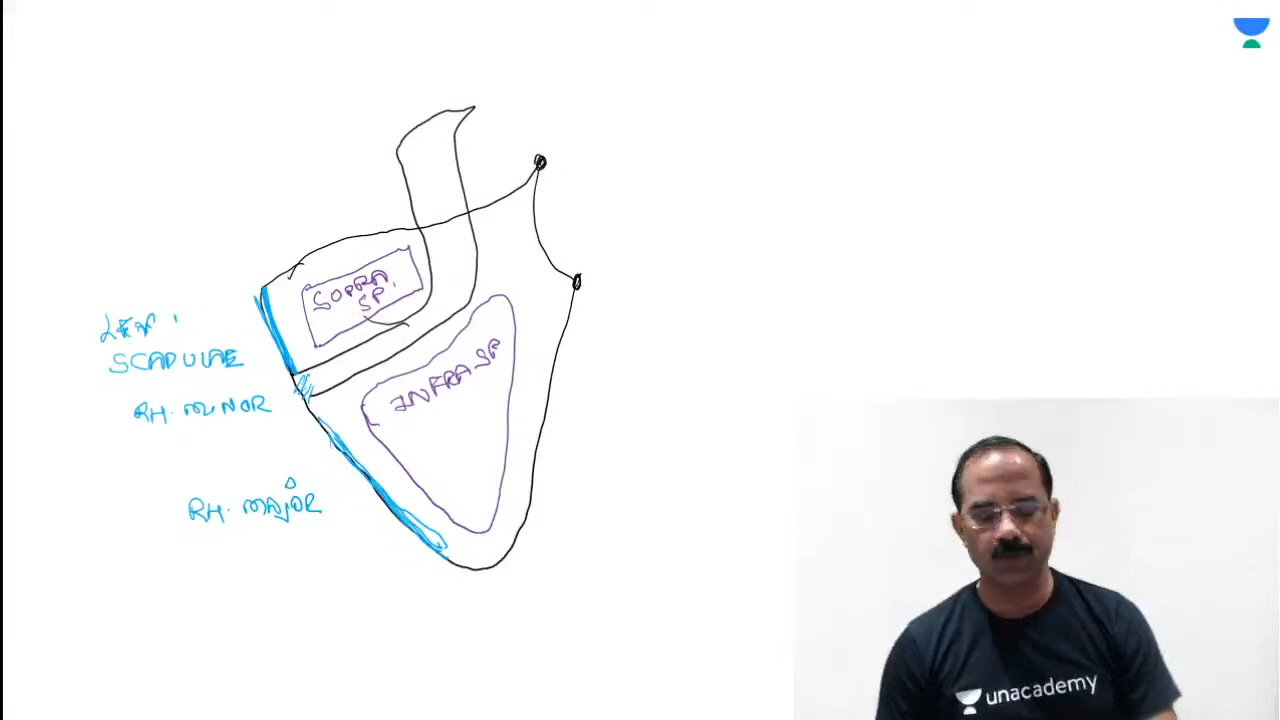 SUPRA
SP.
INFRA SP
LEV.
SCAPULAE
RH. MINOR
RH. MAJOR
unacademy